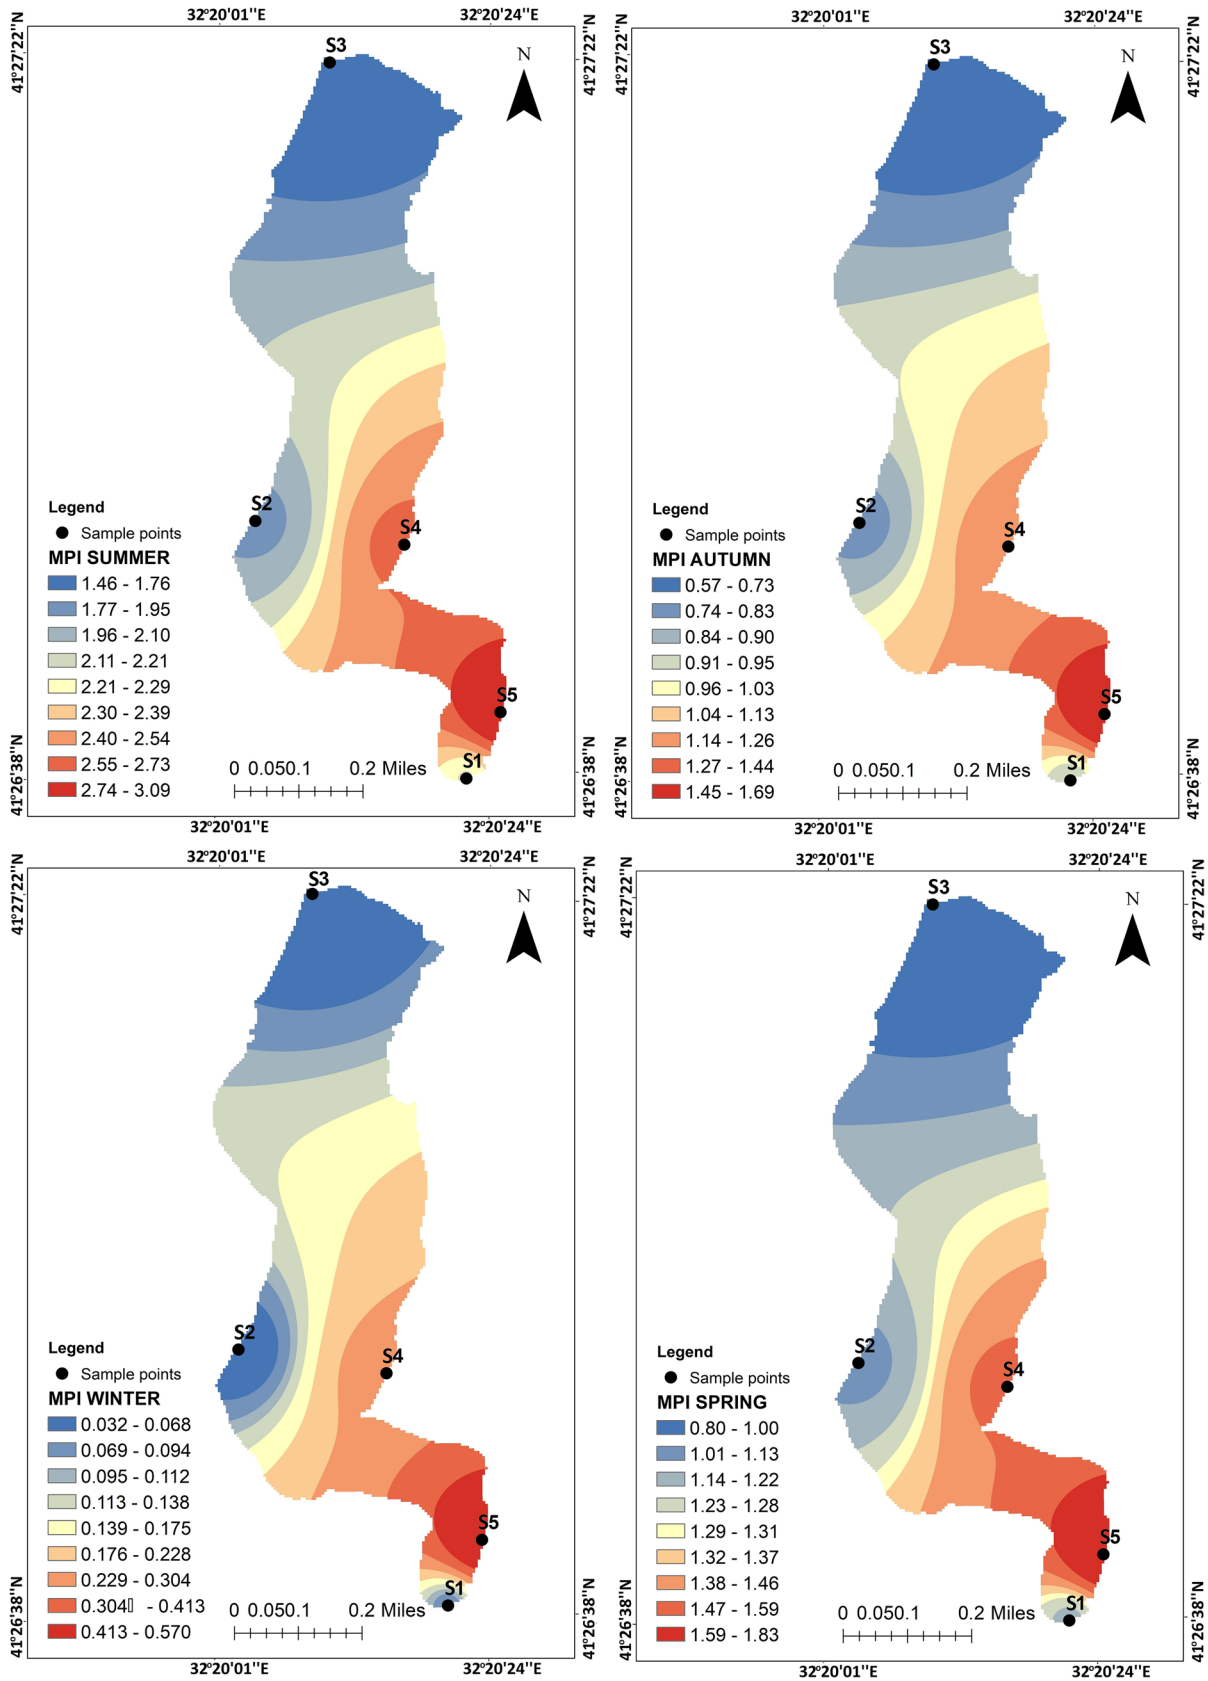 32°20'01"E 32°20'24"E
41°27'22"N
41°27'22"N
S3
N
S2
S4
S5
S1
Legend
Sample points
MPI SUMMER
1.46 - 1.76
1.77 - 1.95
1.96 - 2.10
2.11 - 2.21
2.21 - 2.29
2.30 - 2.39
2.40 - 2.54
2.55 - 2.73
2.74 - 3.09
0 0.050.1 0.2 Miles
41°26'38"N
41°26'38"N
32°20'01"E 32°20'24"E
32°20'01"E 32°20'24"E
41°27'22"N
41°27'22"N
S3
N
S2
S4
S5
S1
Legend
Sample points
MPI AUTUMN
0.57 - 0.73
0.74 - 0.83
0.84 - 0.90
0.91 - 0.95
0.96 - 1.03
1.04 - 1.13
1.14 - 1.26
1.27 - 1.44
1.45 - 1.69
0 0.050.1 0.2 Miles
41°26'38"N
41°26'38"N
32°20'01"E 32°20'24"E
32°20'01"E 32°20'24"E
41°27'22"N
41°27'22"N
S3
N
S2
S4
S5
S1
Legend
Sample points
MPI WINTER
0.032 - 0.068
0.069 - 0.094
0.095 - 0.112
0.113 - 0.138
0.139 - 0.175
0.176 - 0.228
0.229 - 0.304
0.304 - 0.413
0.413 - 0.570
0 0.050.1 0.2 Miles
41°26'38"N
41°26'38"N
32°20'01"E 32°20'24"E
32°20'01"E 32°20'24"E
41°27'22"N
41°27'22"N
S3
N
S2
S4
S5
S1
Legend
Sample points
MPI SPRING
0.80 - 1.00
1.01 - 1.13
1.14 - 1.22
1.23 - 1.28
1.29 - 1.31
1.32 - 1.37
1.38 - 1.46
1.47 - 1.59
1.59 - 1.83
0 0.050.1 0.2 Miles
41°26'38"N
41°26'38"N
32°20'01"E 32°20'24"E